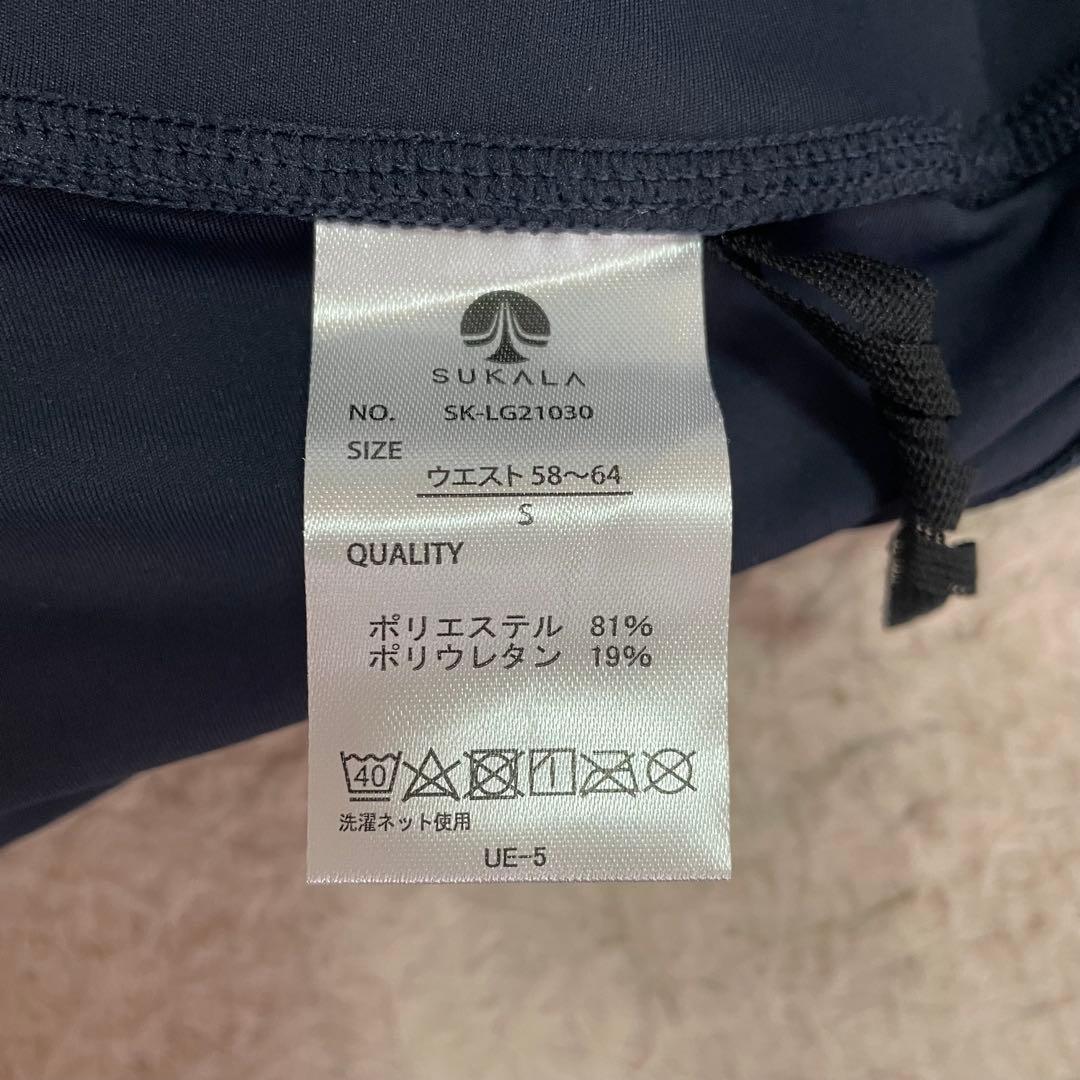 SUKALA
NO. SK-LG21030
SIZE
ウエスト 58〜64
S
QUALITY
ポリエステル 81%
ポリウレタン 19%
40
洗濯ネット使用
UE-5